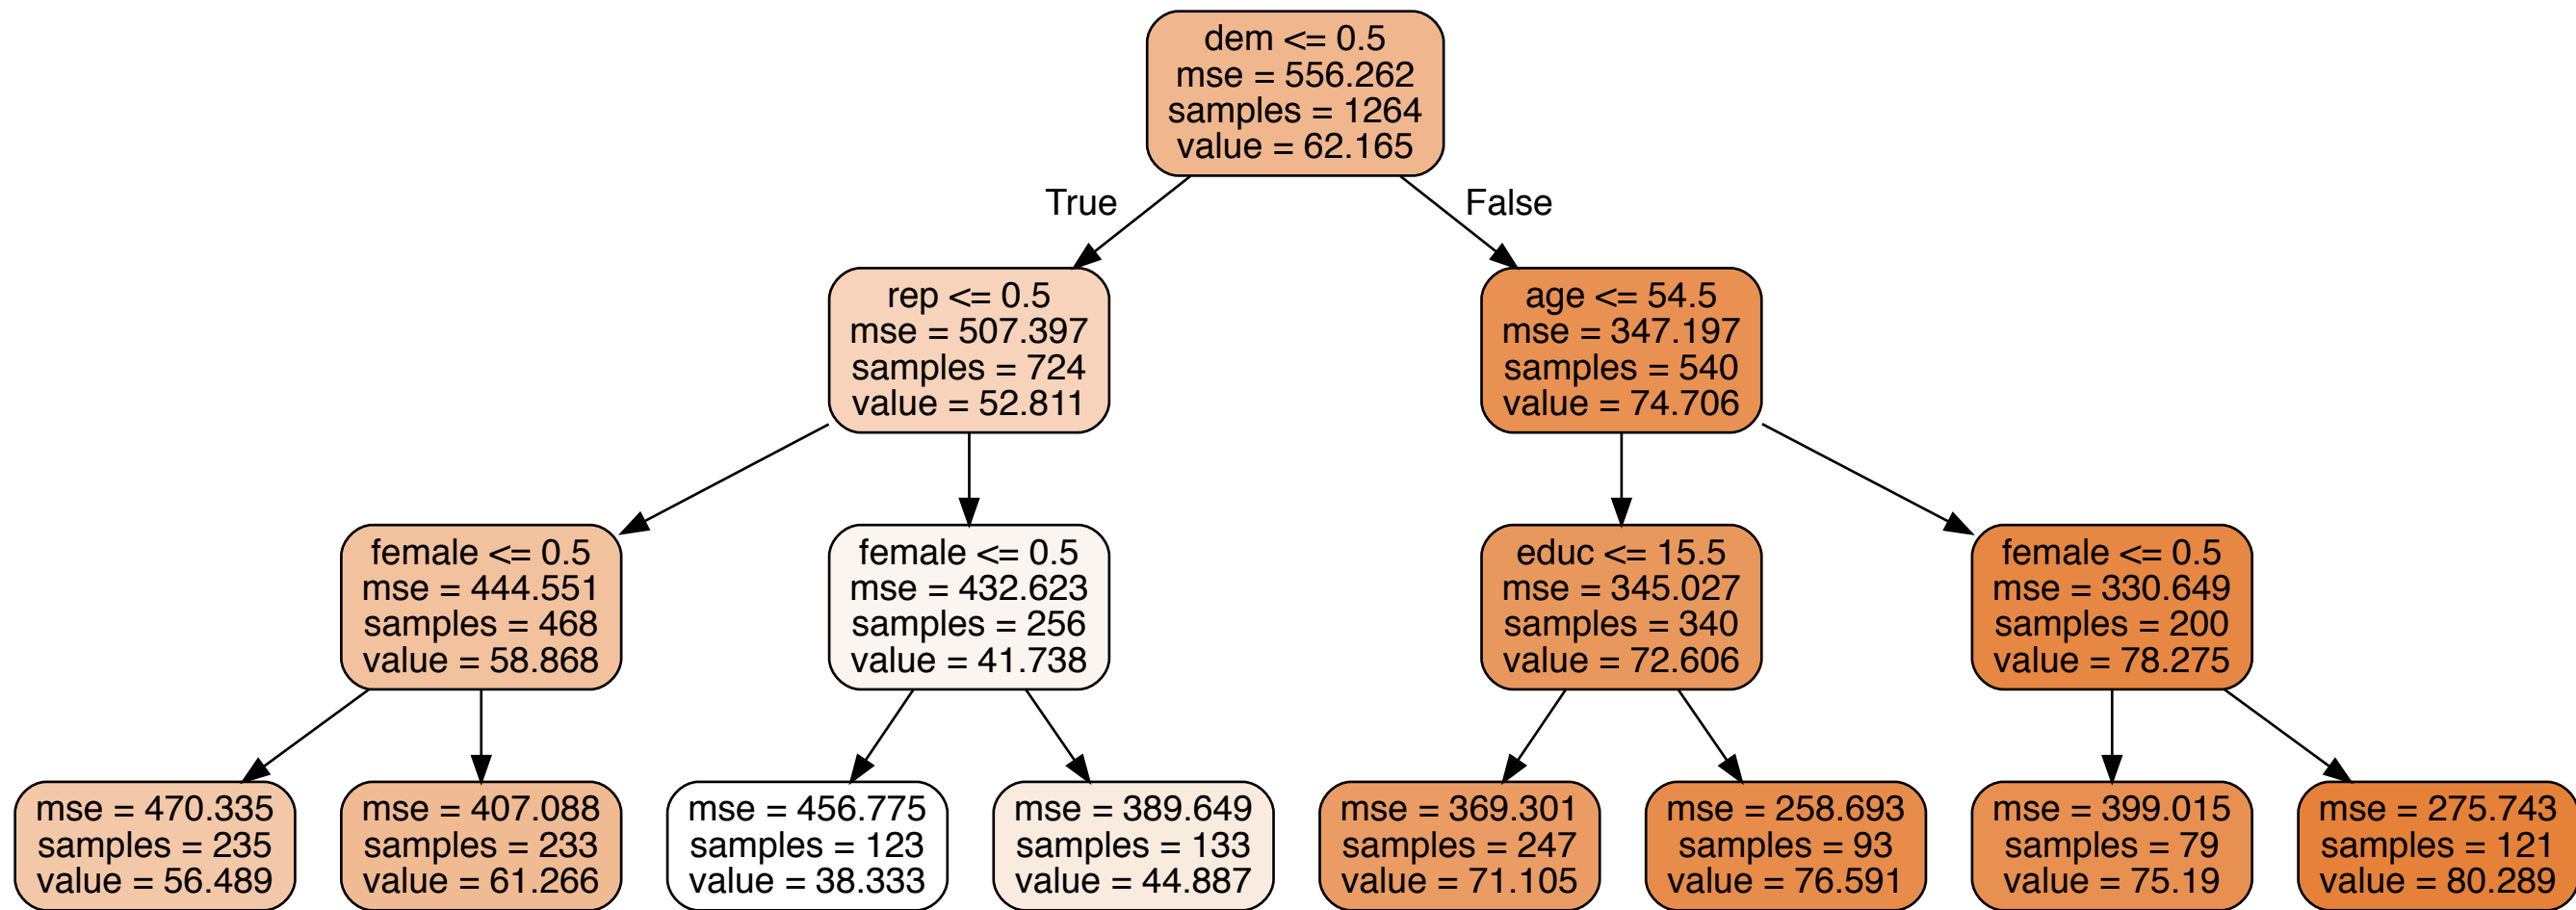 dem <= 0.5
mse = 556.262
samples = 1264
value = 62.165
True
False
rep <= 0.5
mse = 507.397
samples = 724
value = 52.811
age <= 54.5
mse = 347.197
samples = 540
value = 74.706
female <= 0.5
mse = 444.551
samples = 468
value = 58.868
female <= 0.5
mse = 432.623
samples = 256
value = 41.738
educ <= 15.5
mse = 345.027
samples = 340
value = 72.606
female <= 0.5
mse = 330.649
samples = 200
value = 78.275
mse = 470.335
samples = 235
value = 56.489
mse = 407.088
samples = 233
value = 61.266
mse = 456.775
samples = 123
value = 38.333
mse = 389.649
samples = 133
value = 44.887
mse = 369.301
samples = 247
value = 71.105
mse = 258.693
samples = 93
value = 76.591
mse = 399.015
samples = 79
value = 75.19
mse = 275.743
samples = 121
value = 80.289